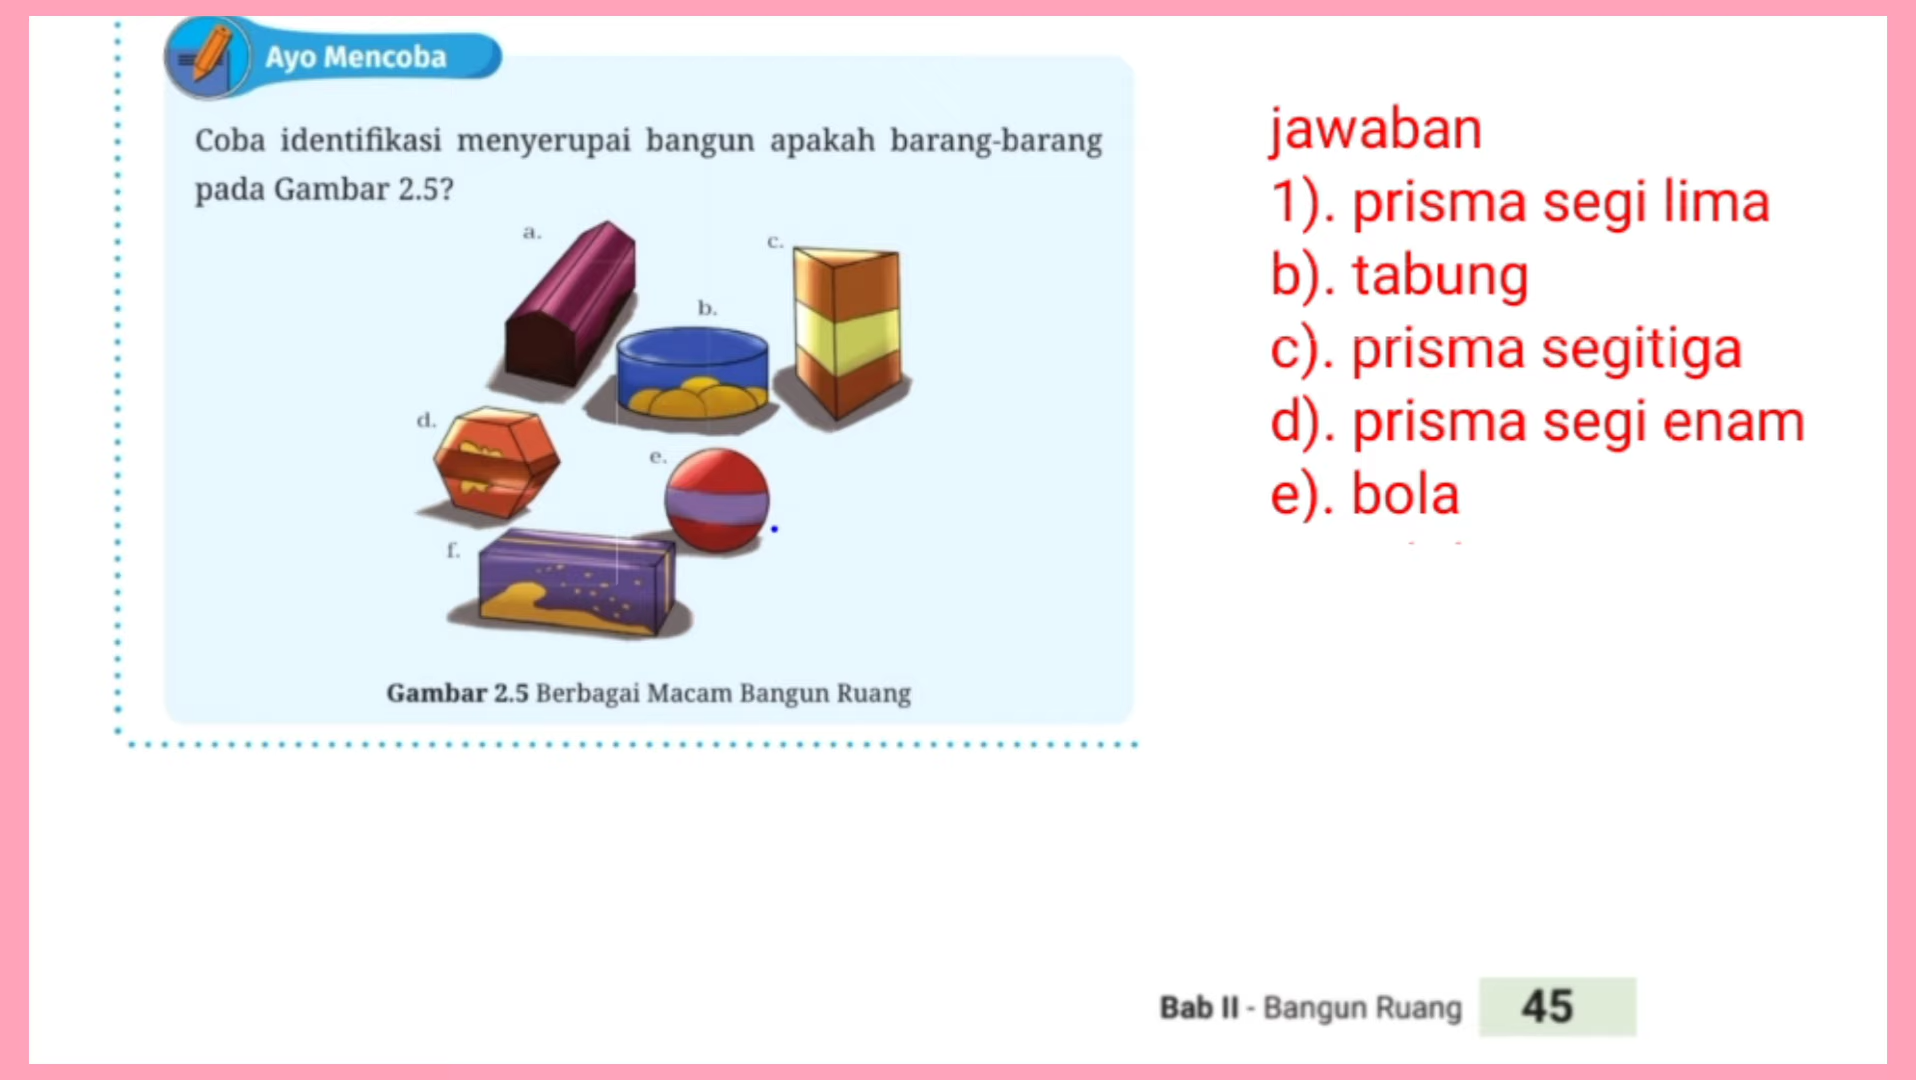 Ayo Mencoba
Coba identifikasi menyerupai bangun apakah barang-barang
pada Gambar 2.5?
a.
c.
b.
d.
e.
f.
Gambar 2.5 Berbagai Macam Bangun Ruang
jawaban
1). prisma segi lima
b). tabung
c). prisma segitiga
d). prisma segi enam
e). bola
Bab II - Bangun Ruang 45